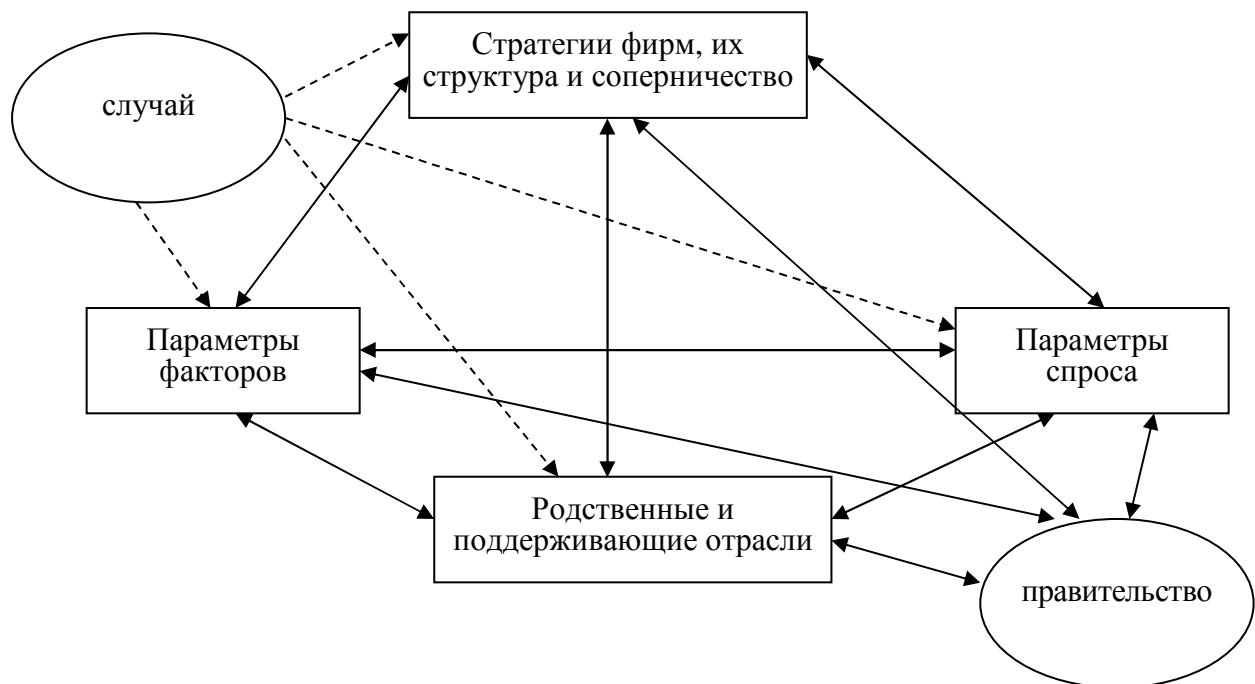 Стратегии фирм, их
структура и соперничество
случай
Параметры
факторов
Параметры
спроса
Родственные и
поддерживающие отрасли
правительство